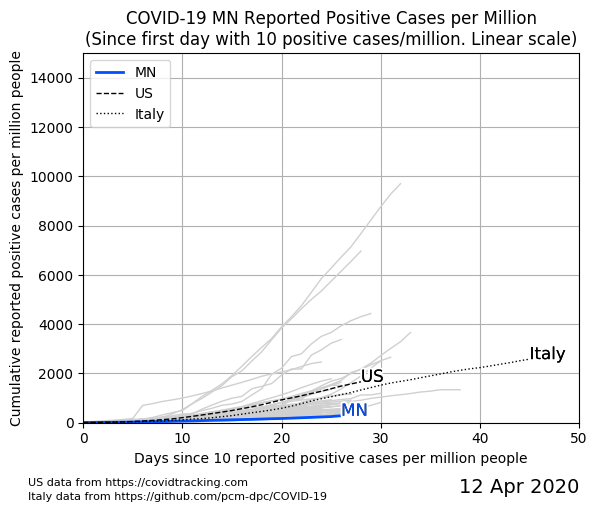 COVID-19 MN Reported Positive Cases per Million
(Since first day with 10 positive cases/million. Linear scale)
Cumulative reported positive cases per million people
14000
12000
10000
8000
6000
4000
2000
0
MN
US
Italy
Italy
US
MN
0
10
20
30
40
50
Days since 10 reported positive cases per million people
US data from https://covidtracking.com
Italy data from https://github.com/pcm-dpc/COVID-19
12 Apr 2020